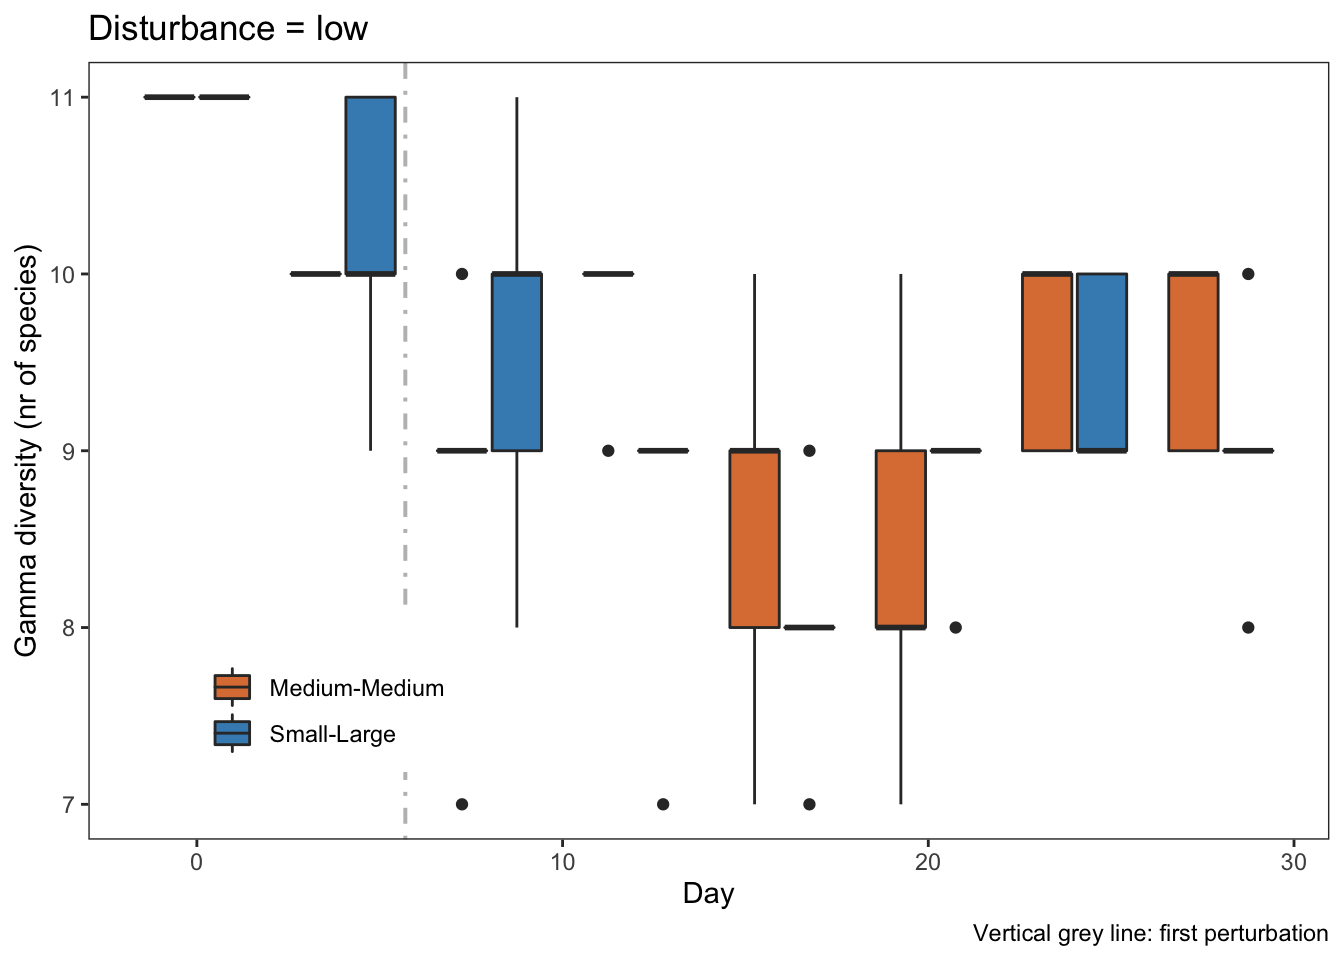 Disturbance = low
Gamma diversity (nr of species)
11
10
9
8
7
Medium-Medium
Small-Large
0
10
20
30
Day
Vertical grey line: first perturbation